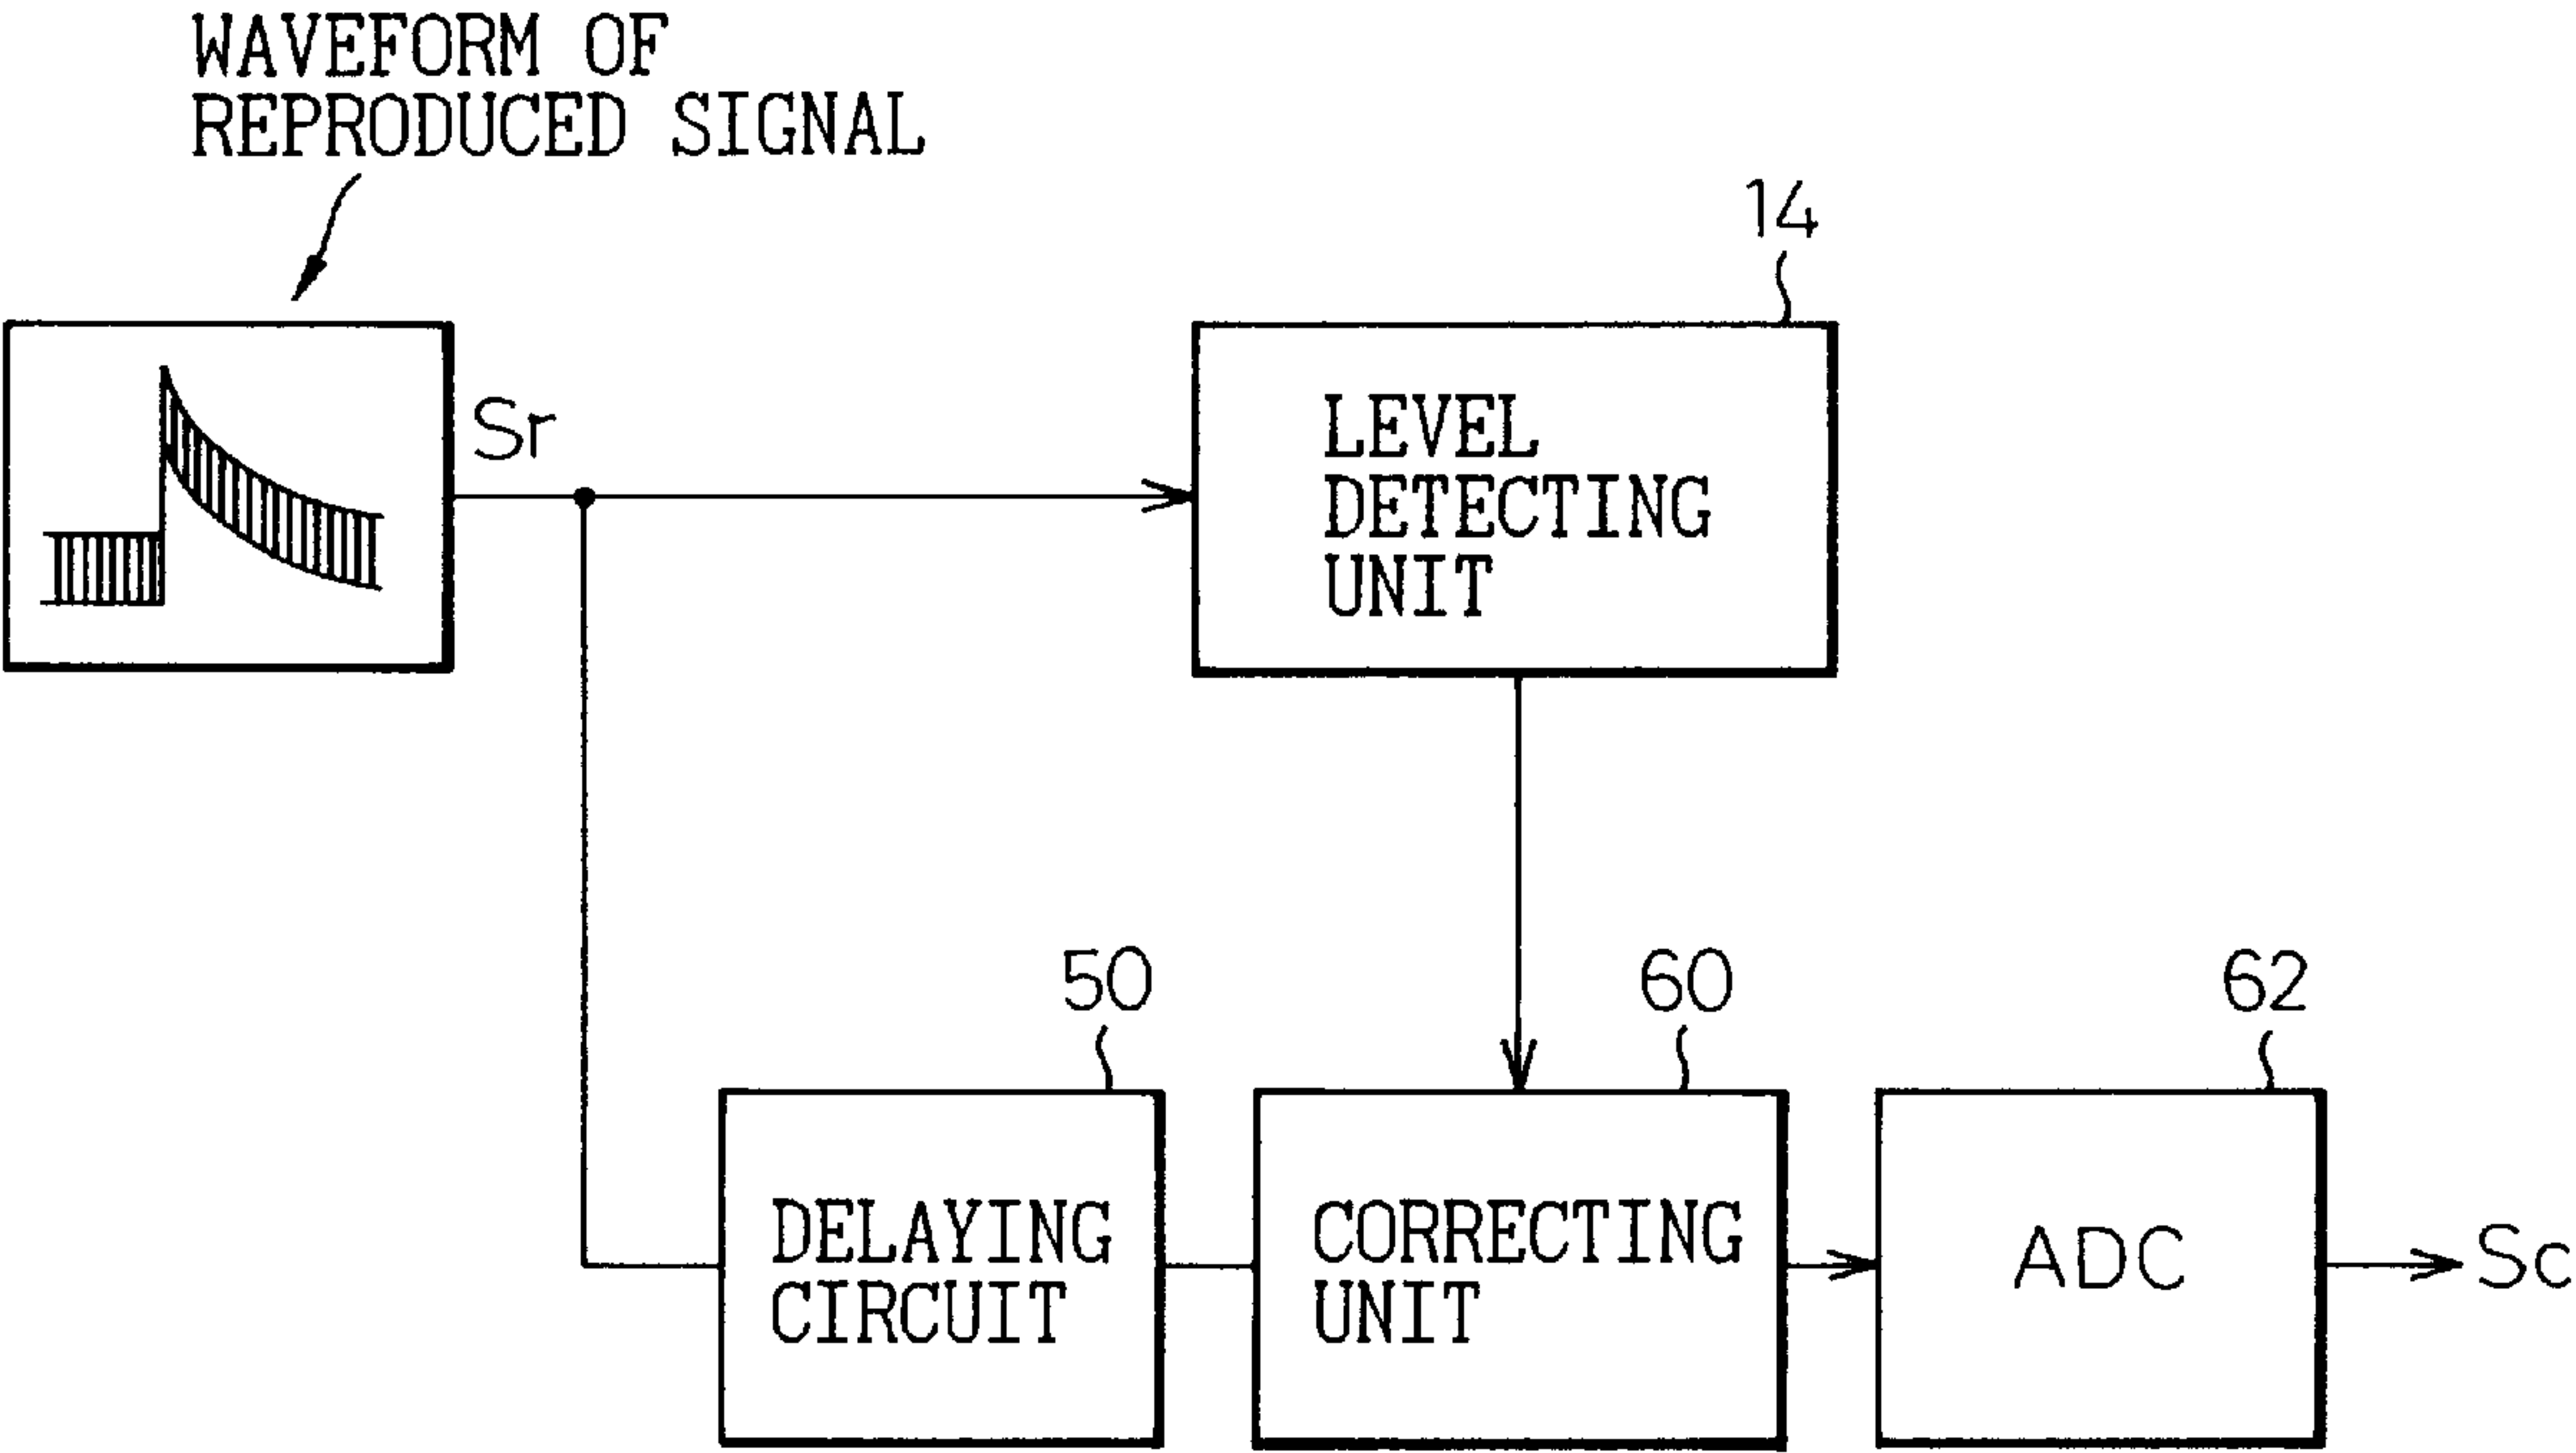 WAVEFORM OF
REPRODUCED SIGNAL
14
Sr
LEVEL
DETECTING
UNIT
50
60
62
DELAYING
CIRCUIT
CORRECTING
UNIT
ADC
Sc